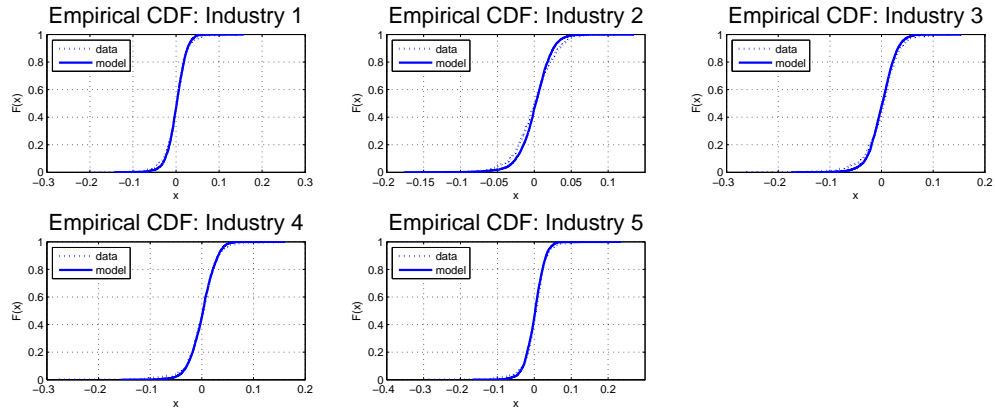 Empirical CDF: Industry 1
1
0.8
0.6
0.4
0.2
0
F(x)
data
model
−0.3 −0.2 −0.1 0 0.1 0.2 0.3
x
Empirical CDF: Industry 2
1
0.8
0.6
0.4
0.2
0
F(x)
data
model
−0.2 −0.15 −0.1 −0.05 0 0.05 0.1
x
Empirical CDF: Industry 3
1
0.8
0.6
0.4
0.2
0
F(x)
data
model
−0.3 −0.2 −0.1 0 0.1 0.2
x
Empirical CDF: Industry 4
1
0.8
0.6
0.4
0.2
0
F(x)
data
model
−0.3 −0.2 −0.1 0 0.1 0.2
x
Empirical CDF: Industry 5
1
0.8
0.6
0.4
0.2
0
F(x)
data
model
−0.4 −0.3 −0.2 −0.1 0 0.1 0.2
x